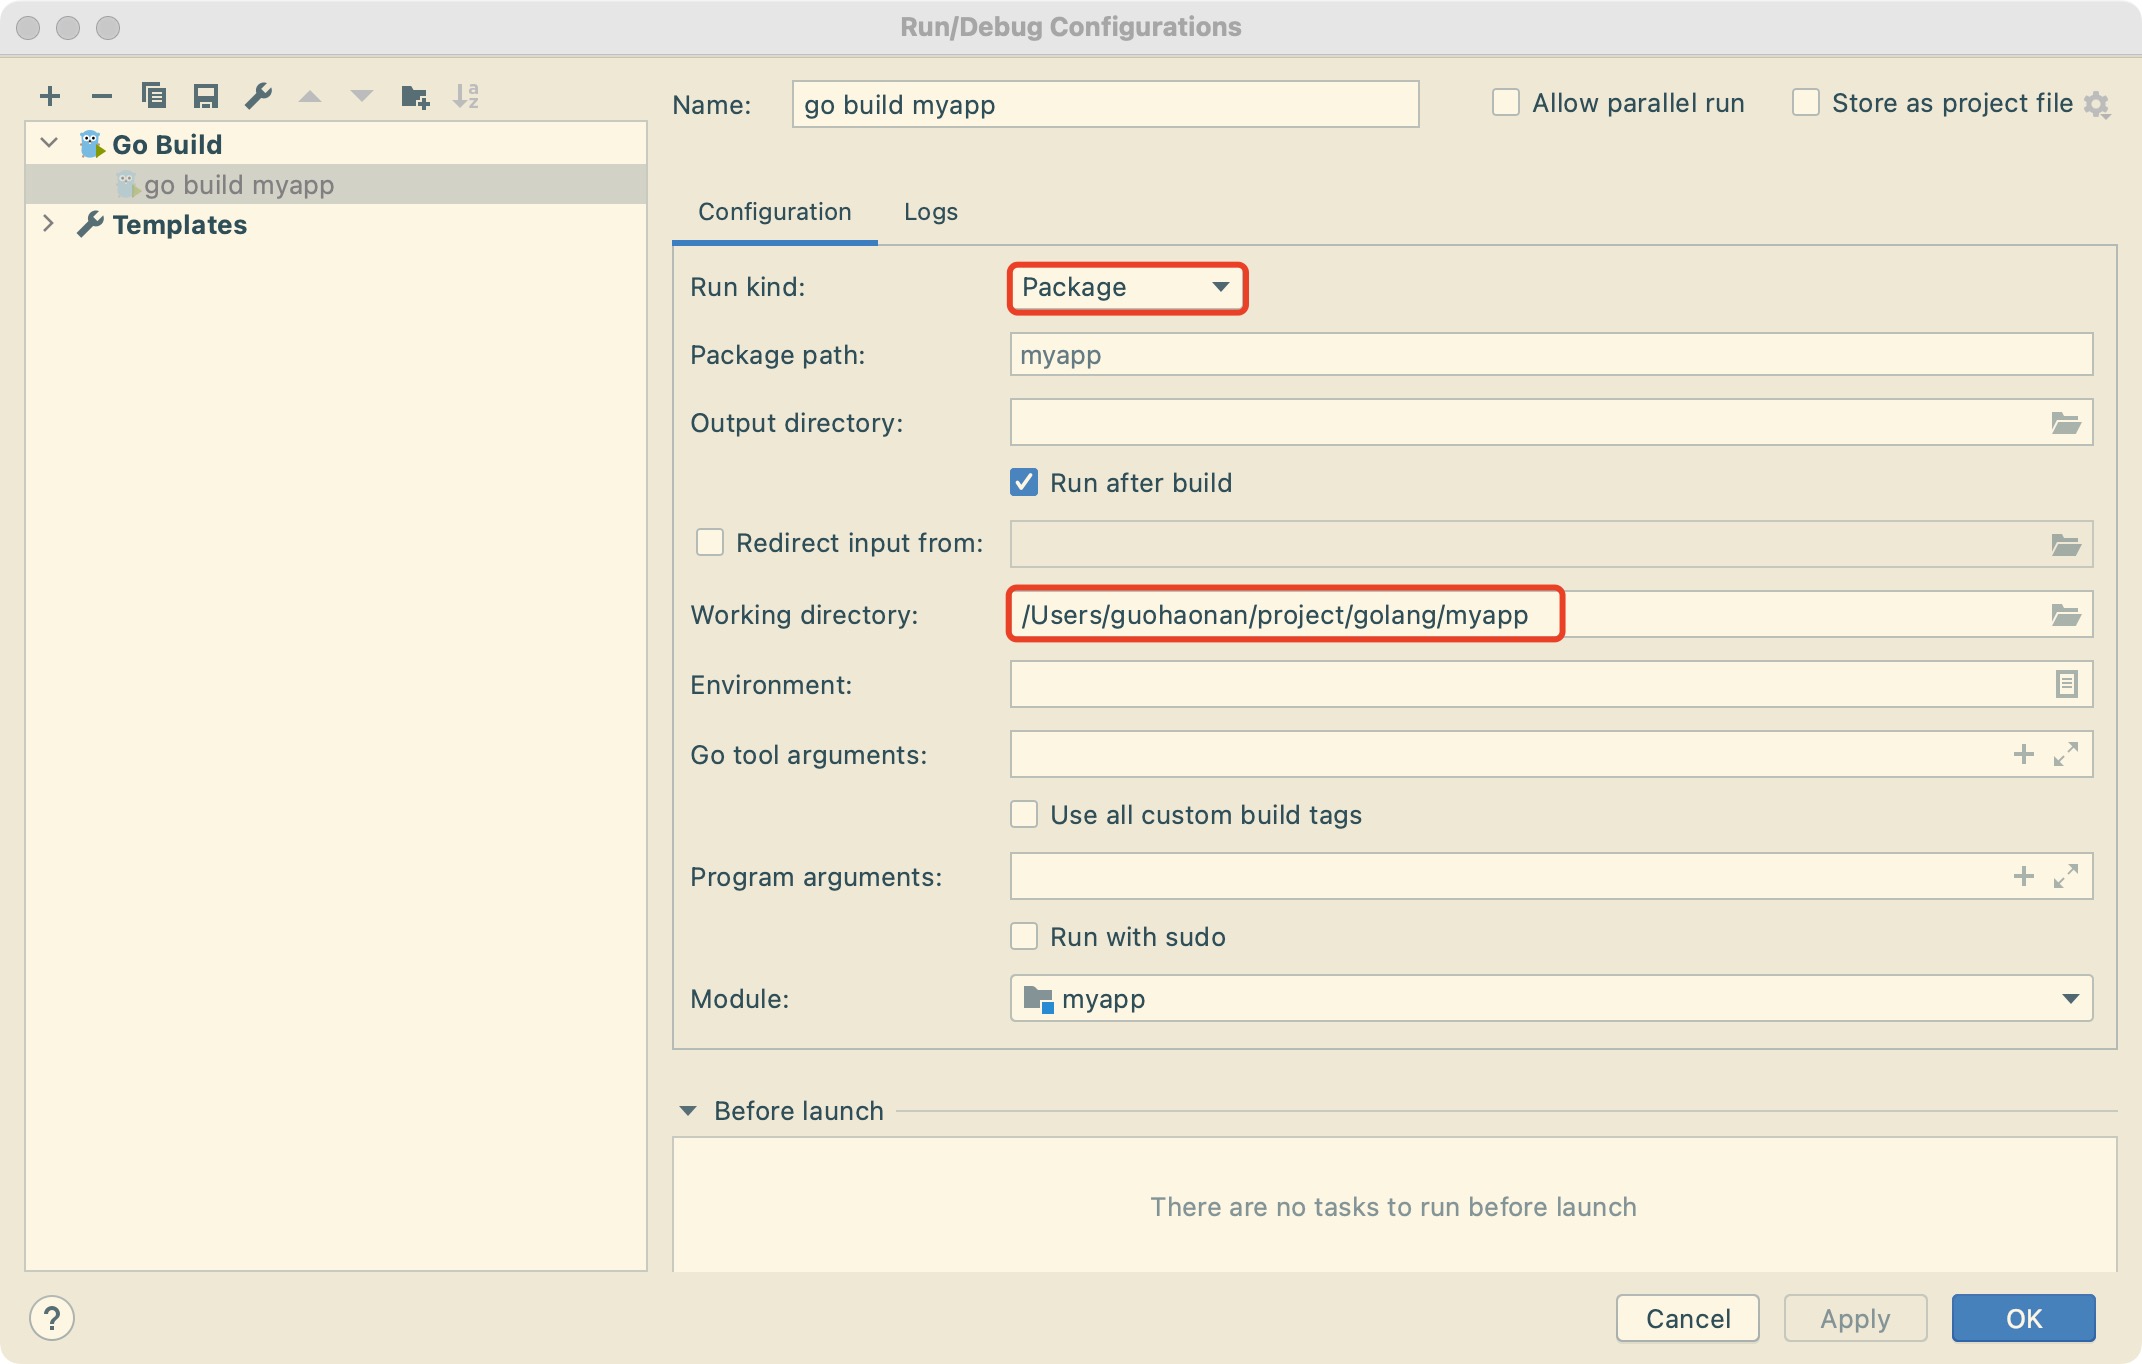 Run/Debug Configurations
Go Build
go build myapp
Templates
Name: go build myapp
Allow parallel run
Store as project file
Configuration Logs
Run kind: Package
Package path: myapp
Output directory:
Run after build
Redirect input from:
Working directory: /Users/guohaonan/project/golang/myapp
Environment:
Go tool arguments:
Use all custom build tags
Program arguments:
Run with sudo
Module: myapp
Before launch
There are no tasks to run before launch
? Cancel Apply OK